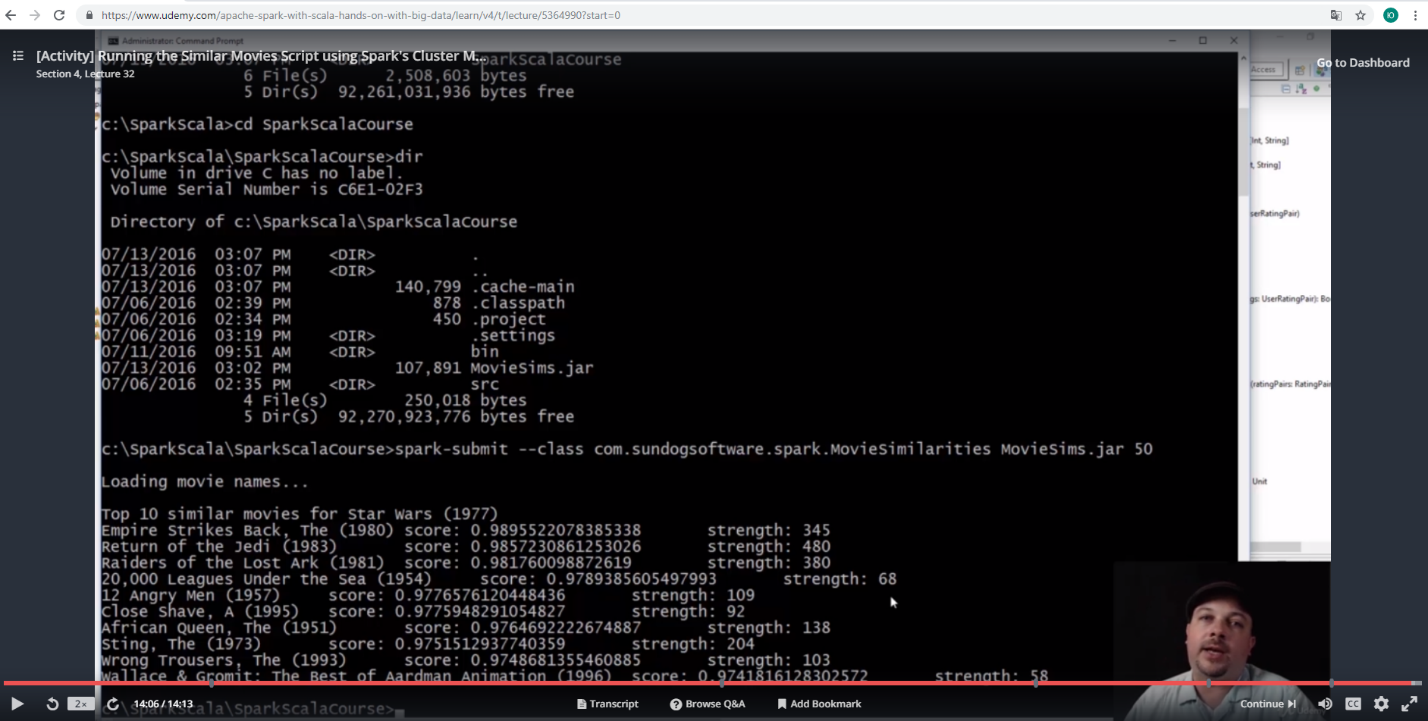 https://www.udemy.com/apache-spark-with-scala-hands-on-with-big-data/learn/v4/t/lecture/5364990?start=0
Administrator: Command Prompt
[Activity] Running the Similar Movies Script using Spark's Cluster M...
Section 4, Lecture 32
Go to Dashboard
SparkScalaCourse
6 File(s) 2,508,603 bytes
5 Dir(s) 92,261,031,936 bytes free
c:\SparkScala>cd SparkScalaCourse
c:\SparkScala\SparkScalaCourse>dir
Volume in drive C has no label.
Volume Serial Number is C6E1-02F3
Directory of c:\SparkScala\SparkScalaCourse
07/13/2016 03:07 PM <DIR> .
07/13/2016 03:07 PM <DIR> ..
07/13/2016 03:07 PM 140,799 .cache-main
07/06/2016 02:39 PM 878 .classpath
07/06/2016 02:34 PM 450 .project
07/06/2016 03:19 PM <DIR> .settings
07/11/2016 09:51 AM <DIR> bin
07/13/2016 03:02 PM 107,891 MovieSims.jar
07/06/2016 02:35 PM <DIR> src
4 File(s) 250,018 bytes
5 Dir(s) 92,270,923,776 bytes free
c:\SparkScala\SparkScalaCourse>spark-submit --class com.sundogsoftware.spark.MovieSimilarities MovieSims.jar 50
Loading movie names...
Top 10 similar movies for Star Wars (1977)
Empire Strikes Back, The (1980) score: 0.9895522078385338 strength: 345
Return of the Jedi (1983) score: 0.9857230861253026 strength: 480
Raiders of the Lost Ark (1981) score: 0.981760098872619 strength: 380
20,000 Leagues Under the Sea (1954) score: 0.9789385605497993 strength: 68
12 Angry Men (1957) score: 0.9776576120448436 strength: 109
Close Shave, A (1995) score: 0.9775948291054827 strength: 92
African Queen, The (1951) score: 0.9764692222674887 strength: 138
Sting, The (1973) score: 0.9751512937740359 strength: 204
Wrong Trousers, The (1993) score: 0.9748681355460885 strength: 103
Wallace & Gromit: The Best of Aardman Animation (1996) score: 0.9741816128302572 strength: 58
c:\SparkScala\SparkScalaCourse>
Access
Int, String]
t, String]
serRatingPair)
gs: UserRatingPair): Bo
(ratingPairs: RatingPair
Unit
2x
14:06 / 14:13
Transcript
Browse Q&A
Add Bookmark
Continue
CC